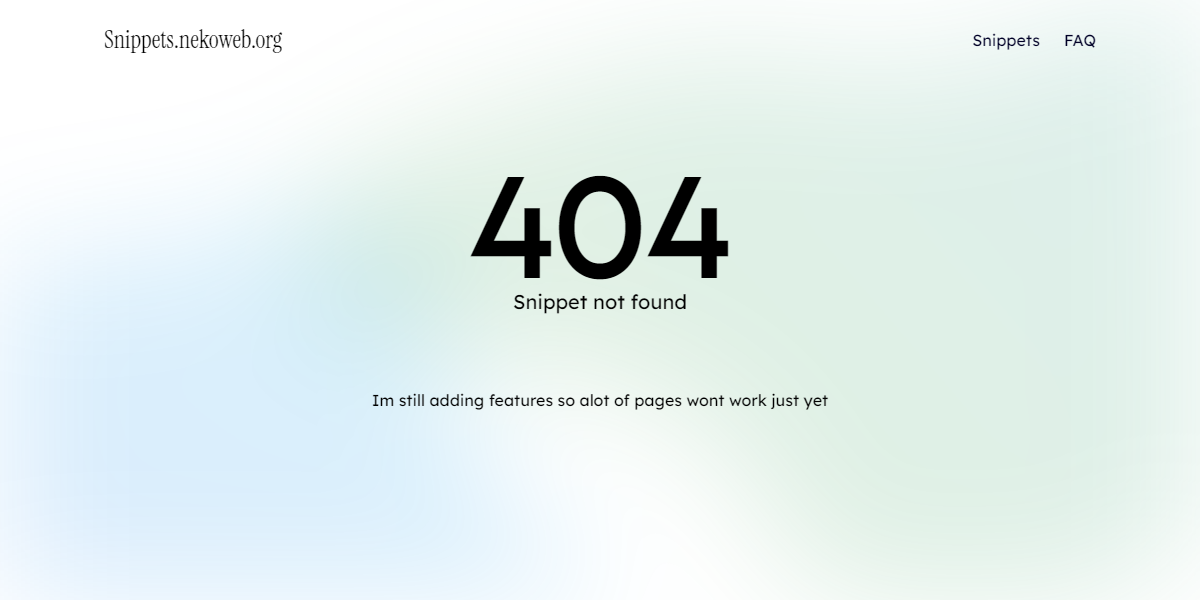 Snippets.nekoweb.org
Snippets FAQ
404
Snippet not found
Im still adding features so alot of pages wont work just yet